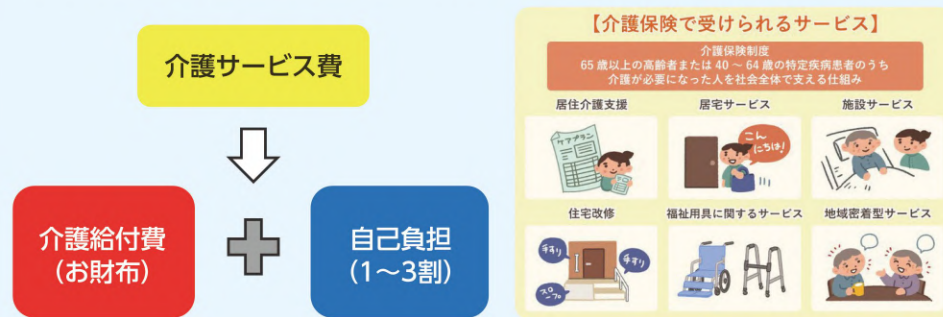 介護サービス費
介護給付費
(お財布)
自己負担
(1～3割)
【介護保険で受けられるサービス】
介護保険制度
65歳以上の高齢者または40～64歳の特定疾病患者のうち
介護が必要になった人を社会全体で支える仕組み
居住介護支援
居宅サービス
施設サービス
ケアプラン
こん
にちは!
住宅改修
福祉用具に関するサービス
地域密着型サービス
手すり
手すり
スロープ